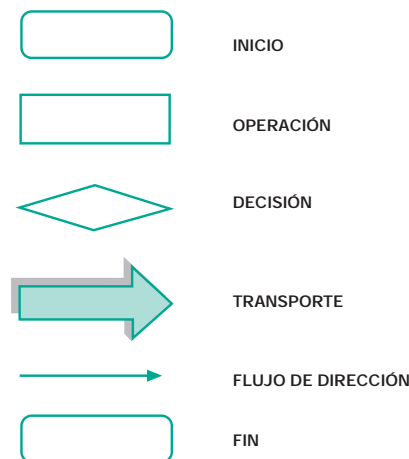 INICIO
OPERACIÓN
DECISIÓN
TRANSPORTE
FLUJO DE DIRECCIÓN
FIN